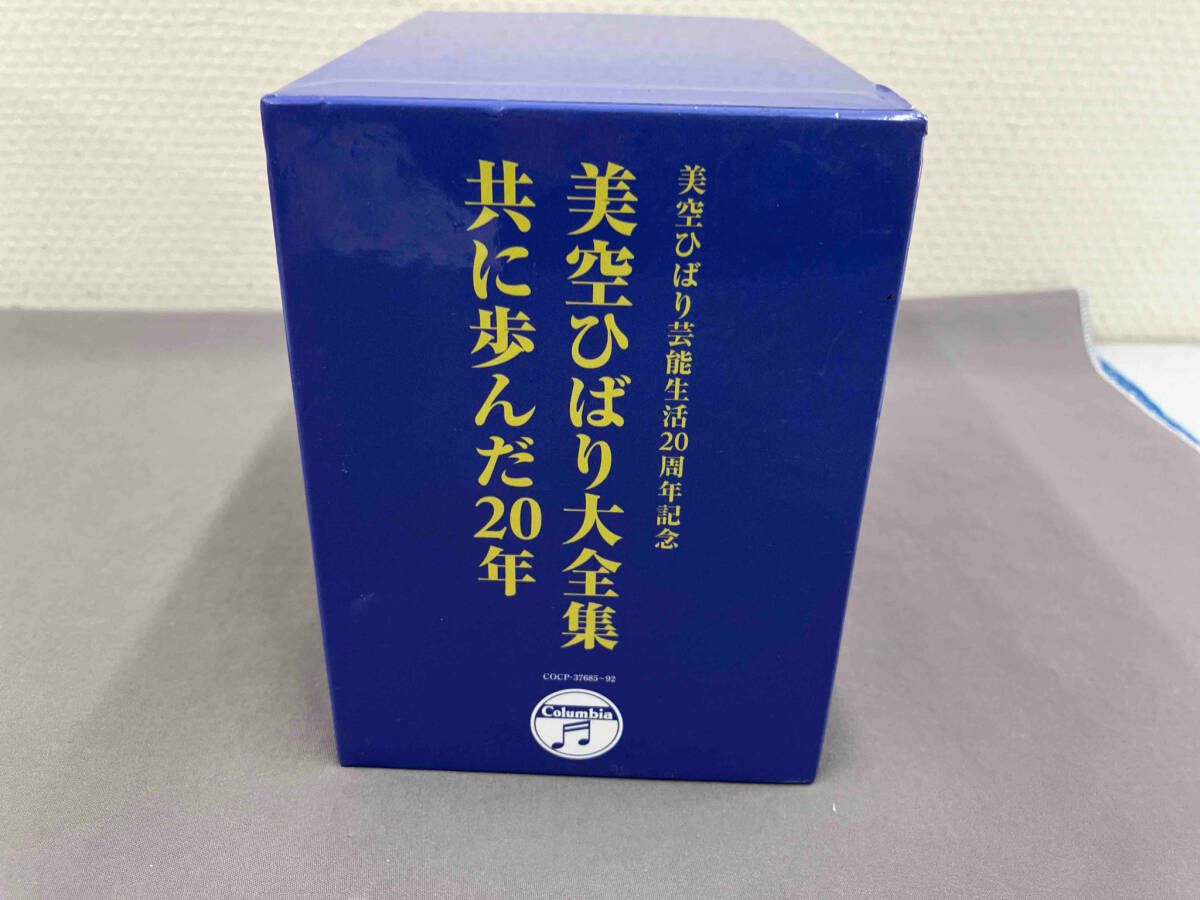 美空ひばり芸能生活20周年記念
美空ひばり大全集
共に歩んだ20年
COCP-37685~92
Columbia